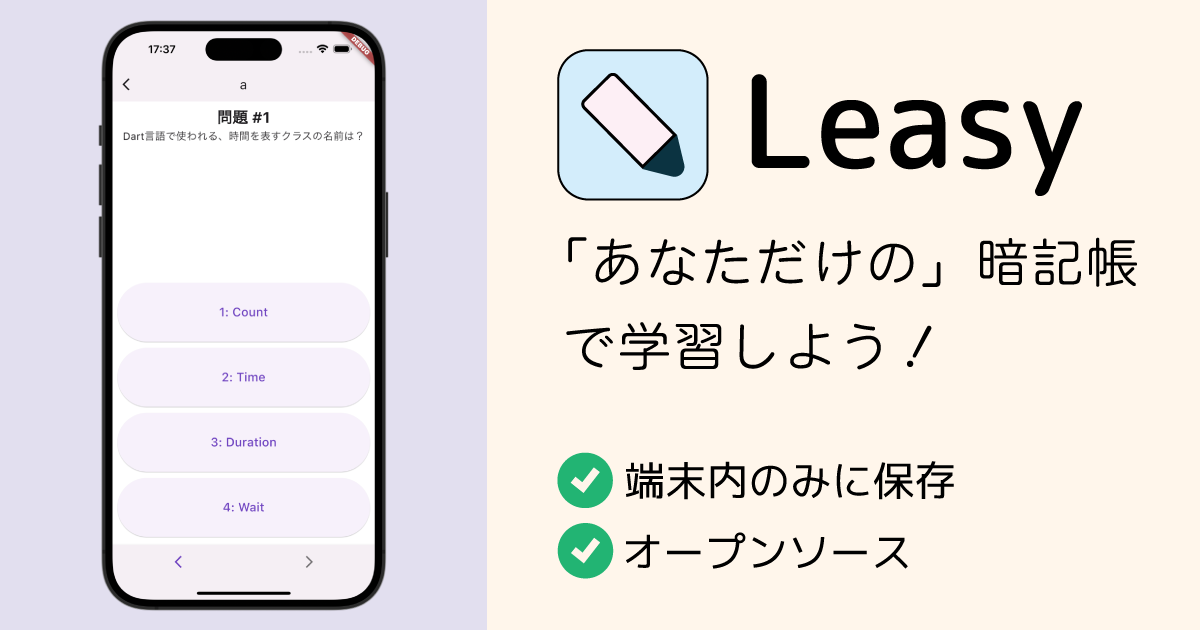 17:37
DEBUG
a
問題 #1
Dart言語で使われる、時間を表すクラスの名前は？
1: Count
2: Time
3: Duration
4: Wait
Leasy
「あなただけの」暗記帳
で学習しよう！
端末内のみに保存
オープンソース